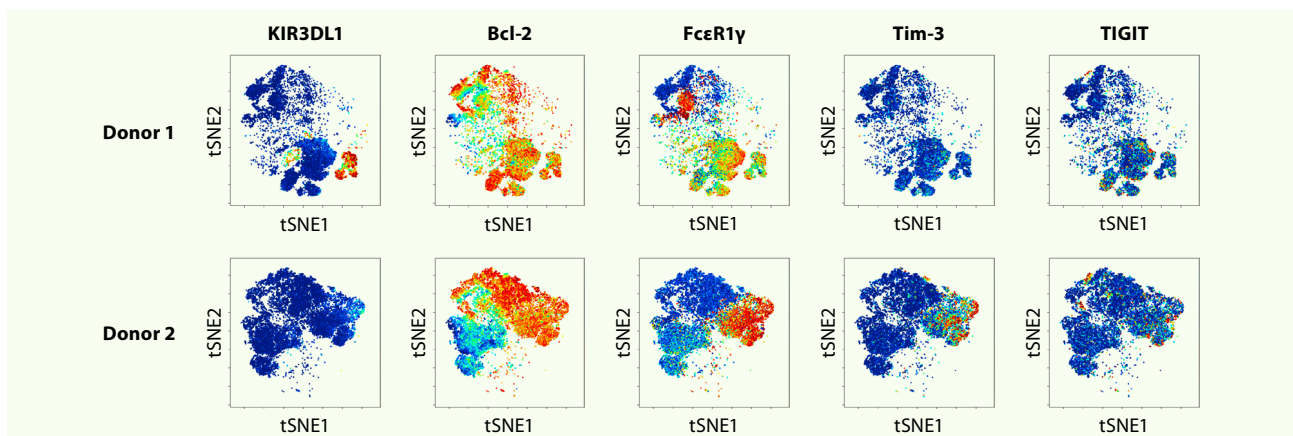 KIR3DL1 Bcl-2 FcεR1γ Tim-3 TIGIT
Donor 1
tSNE2 tSNE2 tSNE2 tSNE2 tSNE2
tSNE1 tSNE1 tSNE1 tSNE1 tSNE1
Donor 2
tSNE2 tSNE2 tSNE2 tSNE2 tSNE2
tSNE1 tSNE1 tSNE1 tSNE1 tSNE1